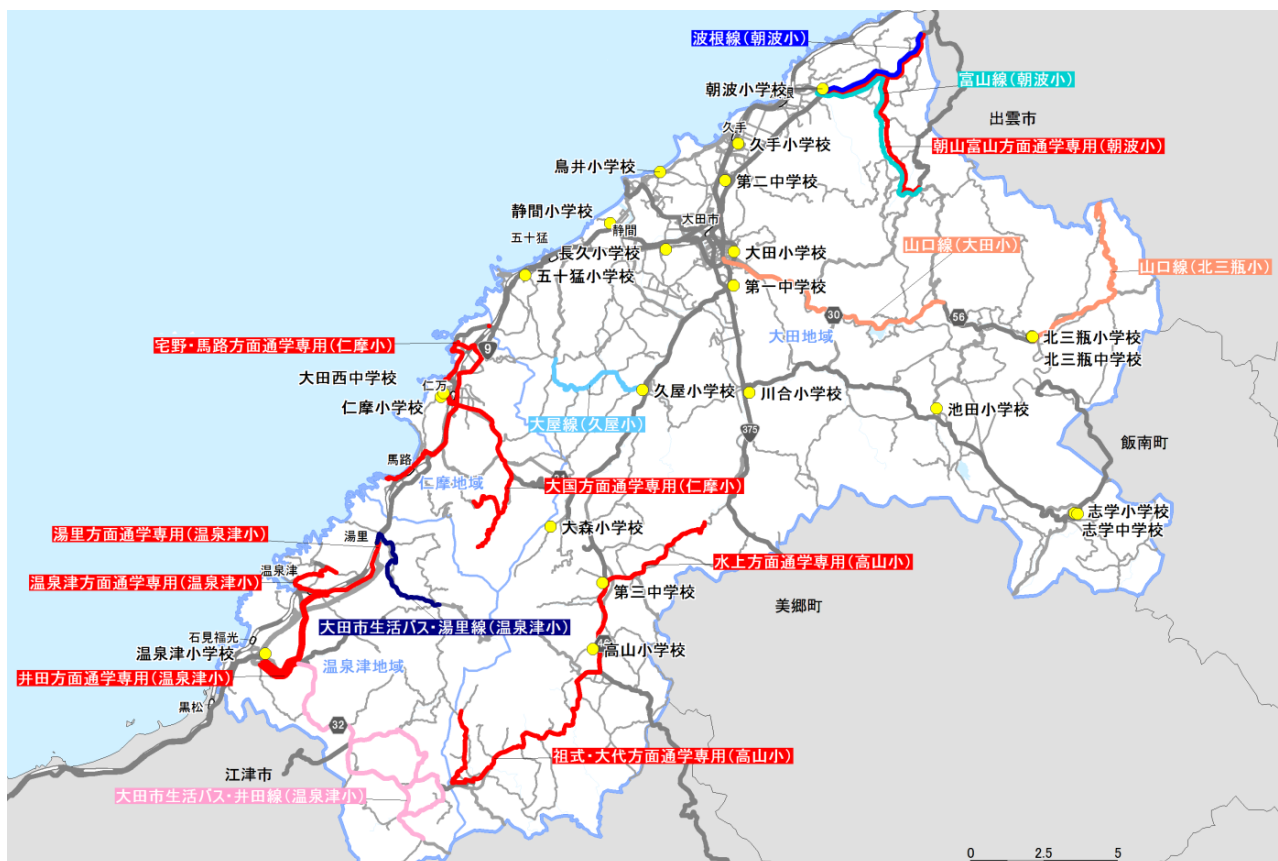 波根線(朝波小)
富山線(朝波小)
朝波小学校
波根
出雲市
久手
久手小学校
朝山富山方面通学専用(朝波小)
鳥井小学校
第二中学校
静間小学校
静間
大田市
五十猛
長久小学校
大田小学校
山口線(大田小)
山口線(北三瓶小)
五十猛小学校
第一中学校
30
56
宅野・馬路方面通学専用(仁摩小)
9
大田地域
北三瓶小学校
北三瓶中学校
大田西中学校
仁万
仁摩小学校
久屋小学校
川合小学校
池田小学校
大屋線(久屋小)
375
飯南町
馬路
仁摩地域
大国方面通学専用(仁摩小)
志学小学校
志学中学校
湯里方面通学専用(温泉津小)
湯里
大森小学校
温泉津
水上方面通学専用(高山小)
温泉津方面通学専用(温泉津小)
第三中学校
美郷町
大田市生活バス・湯里線(温泉津小)
石見福光
温泉津小学校
高山小学校
温泉津地域
井田方面通学専用(温泉津小)
黒松
32
祖式・大代方面通学専用(高山小)
江津市
大田市生活バス・井田線(温泉津小)
0 2.5 5